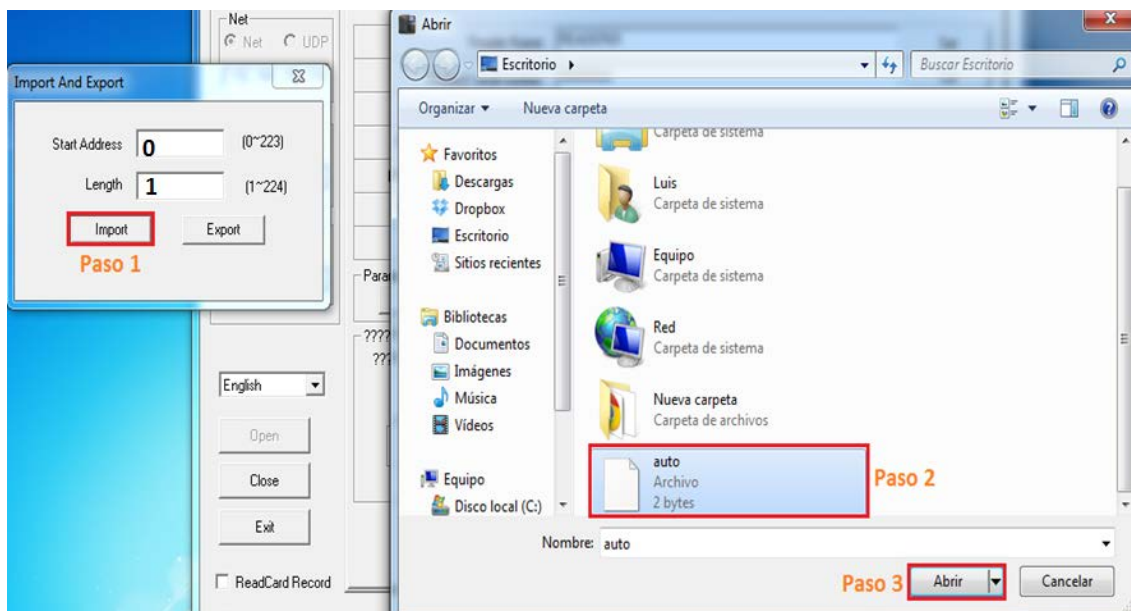 Net
Net UDP
Import And Export
Start Address 0 (0~223)
Length 1 (1~224)
Import Export
Paso 1
????
English
Open
Close
Exit
ReadCard Record
Abrir
Escritorio
Buscar Escritorio
Organizar Nueva carpeta
Favoritos
Descargas
Dropbox
Escritorio
Sitios recientes
Bibliotecas
Documentos
Imágenes
Música
Vídeos
Equipo
Disco local (C:)
Carpeta de sistema
Luis
Carpeta de sistema
Equipo
Carpeta de sistema
Red
Carpeta de sistema
Nueva carpeta
Carpeta de archivos
auto
Archivo
2 bytes
Paso 2
Nombre: auto
Paso 3 Abrir Cancelar